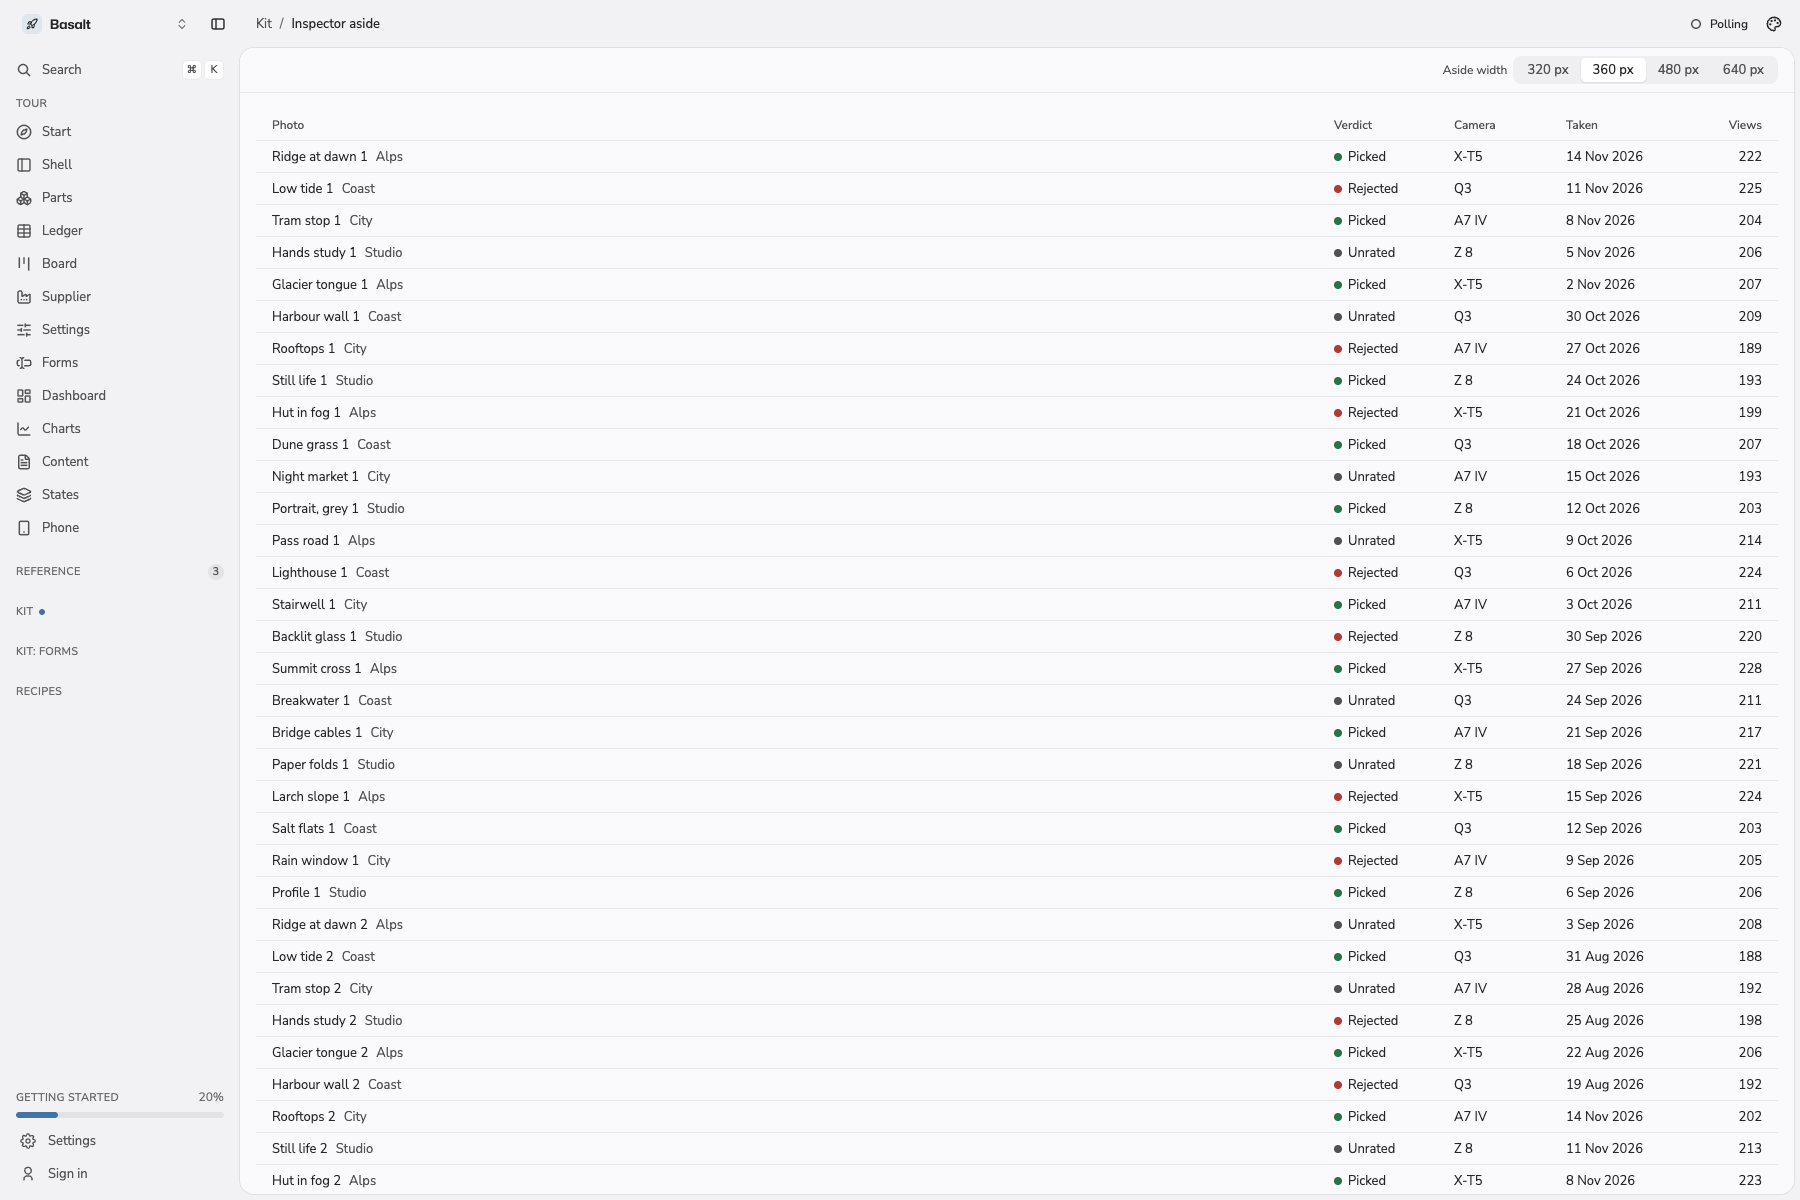 Basalt
Kit / Inspector aside
Polling
Search ⌘ K
Aside width 320 px 360 px 480 px 640 px
TOUR
Start
Shell
Parts
Ledger
Board
Supplier
Settings
Forms
Dashboard
Charts
Content
States
Phone
REFERENCE 3
KIT
KIT: FORMS
RECIPES
GETTING STARTED 20%
Settings
Sign in
Photo Verdict Camera Taken Views
Ridge at dawn 1 Alps Picked X-T5 14 Nov 2026 222
Low tide 1 Coast Rejected Q3 11 Nov 2026 225
Tram stop 1 City Picked A7 IV 8 Nov 2026 204
Hands study 1 Studio Unrated Z 8 5 Nov 2026 206
Glacier tongue 1 Alps Picked X-T5 2 Nov 2026 207
Harbour wall 1 Coast Unrated Q3 30 Oct 2026 209
Rooftops 1 City Rejected A7 IV 27 Oct 2026 189
Still life 1 Studio Picked Z 8 24 Oct 2026 193
Hut in fog 1 Alps Rejected X-T5 21 Oct 2026 199
Dune grass 1 Coast Picked Q3 18 Oct 2026 207
Night market 1 City Unrated A7 IV 15 Oct 2026 193
Portrait, grey 1 Studio Picked Z 8 12 Oct 2026 203
Pass road 1 Alps Unrated X-T5 9 Oct 2026 214
Lighthouse 1 Coast Rejected Q3 6 Oct 2026 224
Stairwell 1 City Picked A7 IV 3 Oct 2026 211
Backlit glass 1 Studio Rejected Z 8 30 Sep 2026 220
Summit cross 1 Alps Picked X-T5 27 Sep 2026 228
Breakwater 1 Coast Unrated Q3 24 Sep 2026 211
Bridge cables 1 City Picked A7 IV 21 Sep 2026 217
Paper folds 1 Studio Unrated Z 8 18 Sep 2026 221
Larch slope 1 Alps Rejected X-T5 15 Sep 2026 224
Salt flats 1 Coast Picked Q3 12 Sep 2026 203
Rain window 1 City Rejected A7 IV 9 Sep 2026 205
Profile 1 Studio Picked Z 8 6 Sep 2026 206
Ridge at dawn 2 Alps Unrated X-T5 3 Sep 2026 208
Low tide 2 Coast Picked Q3 31 Aug 2026 188
Tram stop 2 City Unrated A7 IV 28 Aug 2026 192
Hands study 2 Studio Rejected Z 8 25 Aug 2026 198
Glacier tongue 2 Alps Picked X-T5 22 Aug 2026 206
Harbour wall 2 Coast Rejected Q3 19 Aug 2026 192
Rooftops 2 City Picked A7 IV 14 Nov 2026 202
Still life 2 Studio Unrated Z 8 11 Nov 2026 213
Hut in fog 2 Alps Picked X-T5 8 Nov 2026 223